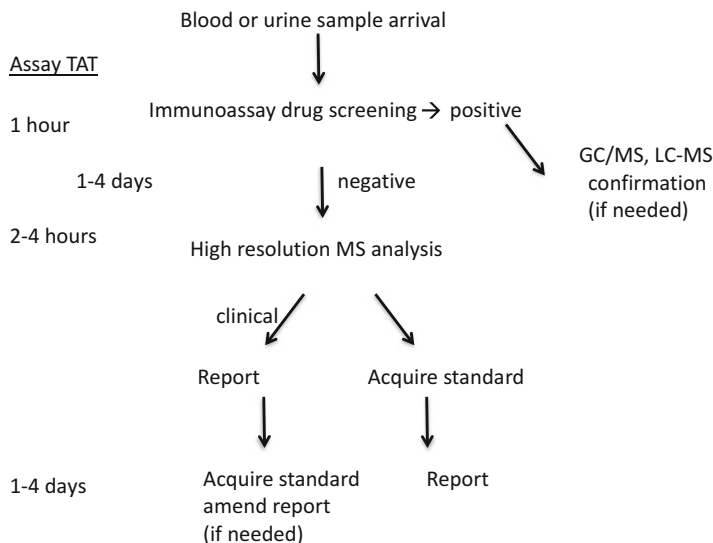 Blood or urine sample arrival
Assay TAT
Immunoassay drug screening → positive
1 hour
GC/MS, LC-MS
confirmation
(if needed)
1-4 days
negative
2-4 hours
High resolution MS analysis
clinical
Report
Acquire standard
1-4 days
Acquire standard
amend report
(if needed)
Report